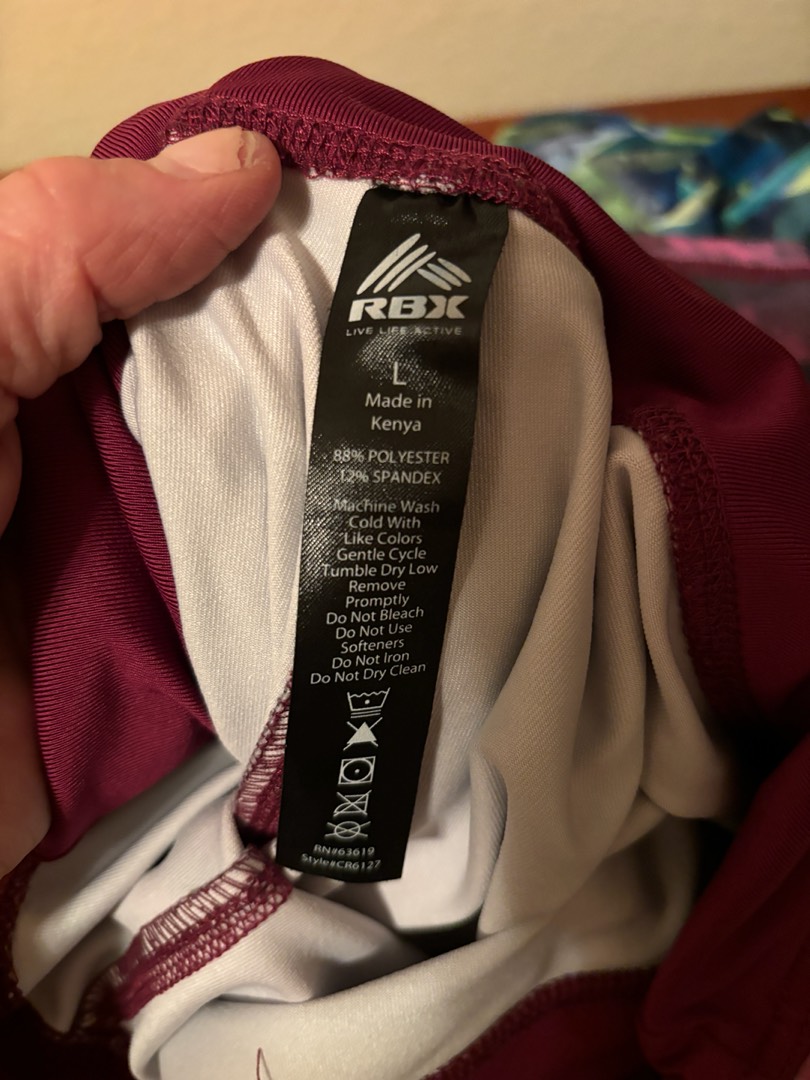 RBX
LIVE LIFE ACTIVE
L
Made in
Kenya
88% POLYESTER
12% SPANDEX
Machine Wash
Cold With
Like Colors
Gentle Cycle
Tumble Dry Low
Remove
Promptly
Do Not Bleach
Do Not Use
Softeners
Do Not Iron
Do Not Dry Clean
RN#63619
Style#CR6127